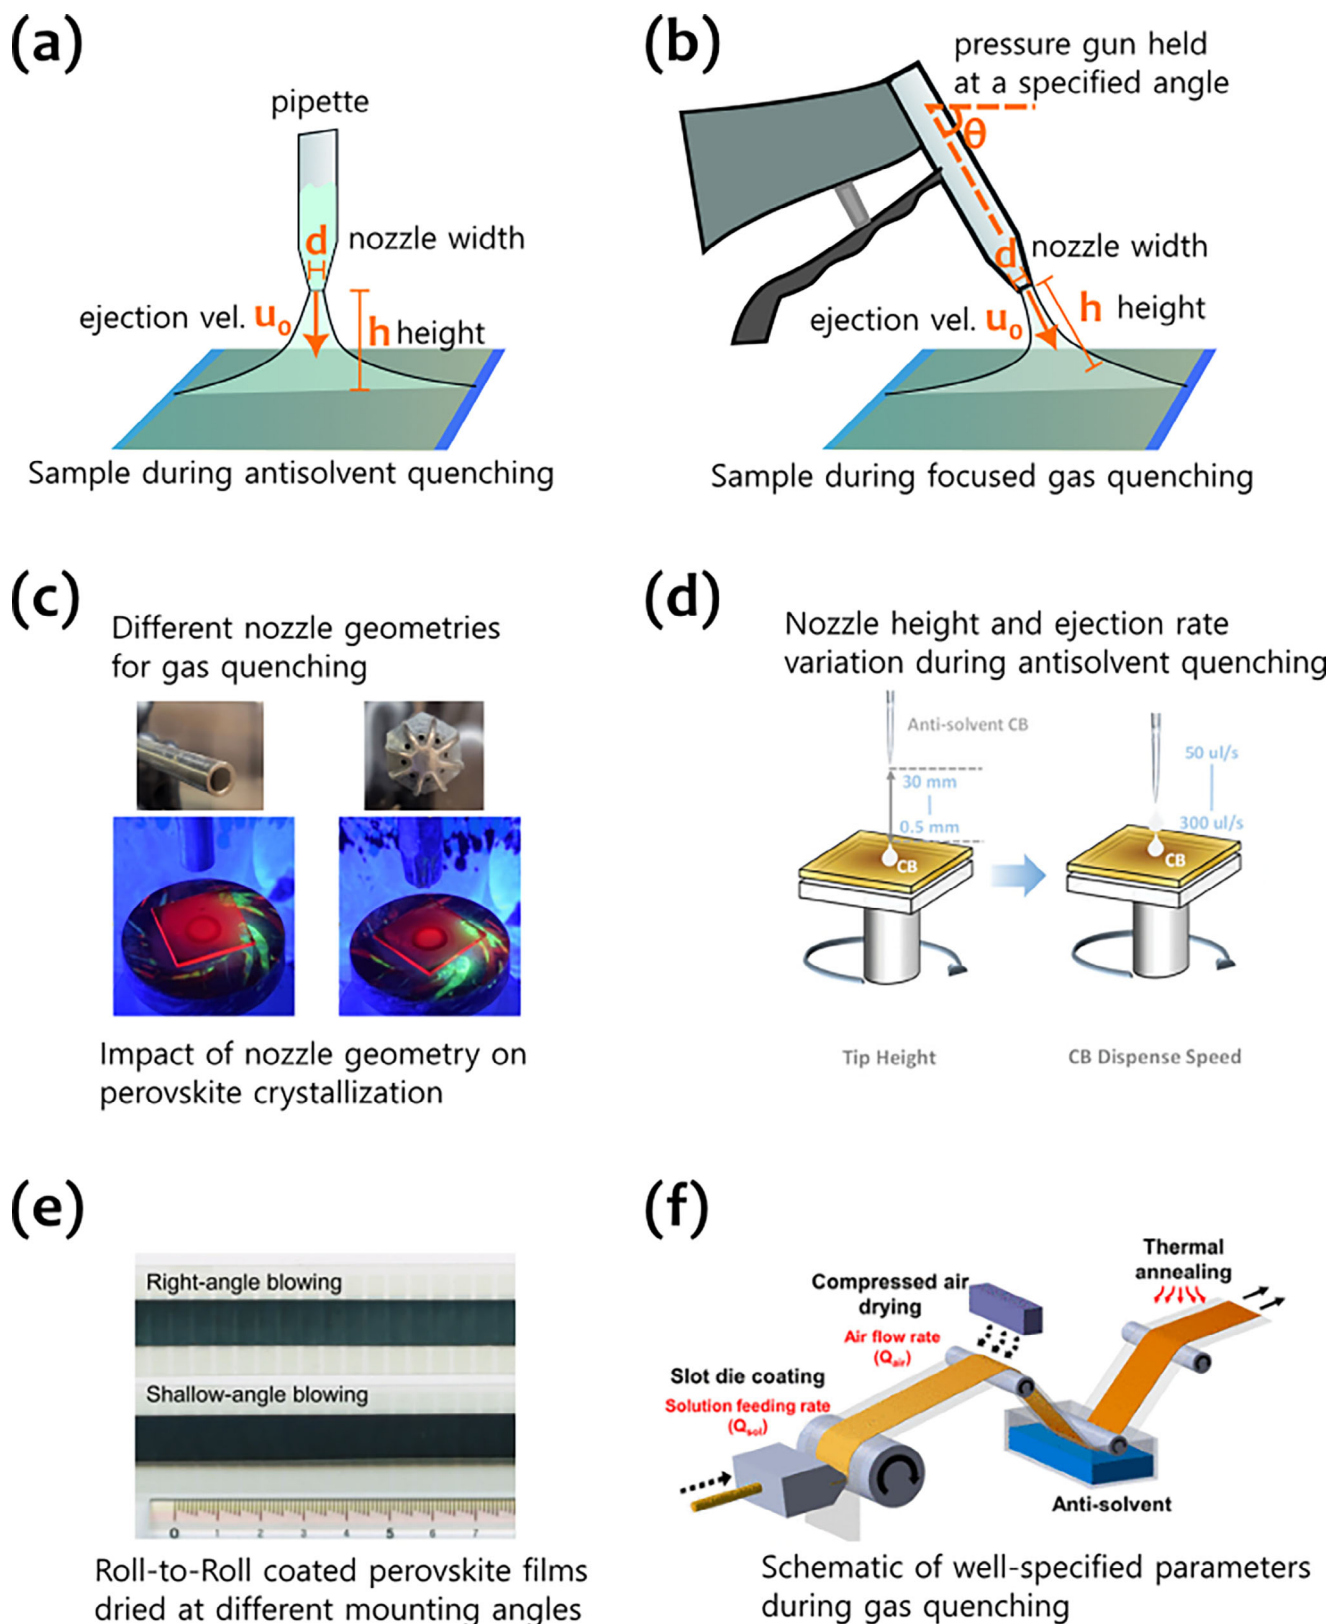 (a)
pipette
d nozzle width
ejection vel. u₀
h height
Sample during antisolvent quenching
(b)
pressure gun held
at a specified angle
θ
d nozzle width
ejection vel. u₀
h height
Sample during focused gas quenching
(c)
Different nozzle geometries
for gas quenching
Impact of nozzle geometry on
perovskite crystallization
(d)
Nozzle height and ejection rate
variation during antisolvent quenching
Anti-solvent CB
30 mm
0.5 mm
CB
Tip Height
50 ul/s
300 ul/s
CB
CB Dispense Speed
(e)
Right-angle blowing
Shallow-angle blowing
0 1 2 3 4 5 6 7
Roll-to-Roll coated perovskite films
dried at different mounting angles
(f)
Thermal
annealing
Compressed air
drying
Air flow rate
(Qair)
Slot die coating
Solution feeding rate
(Qsol)
Anti-solvent
Schematic of well-specified parameters
during gas quenching